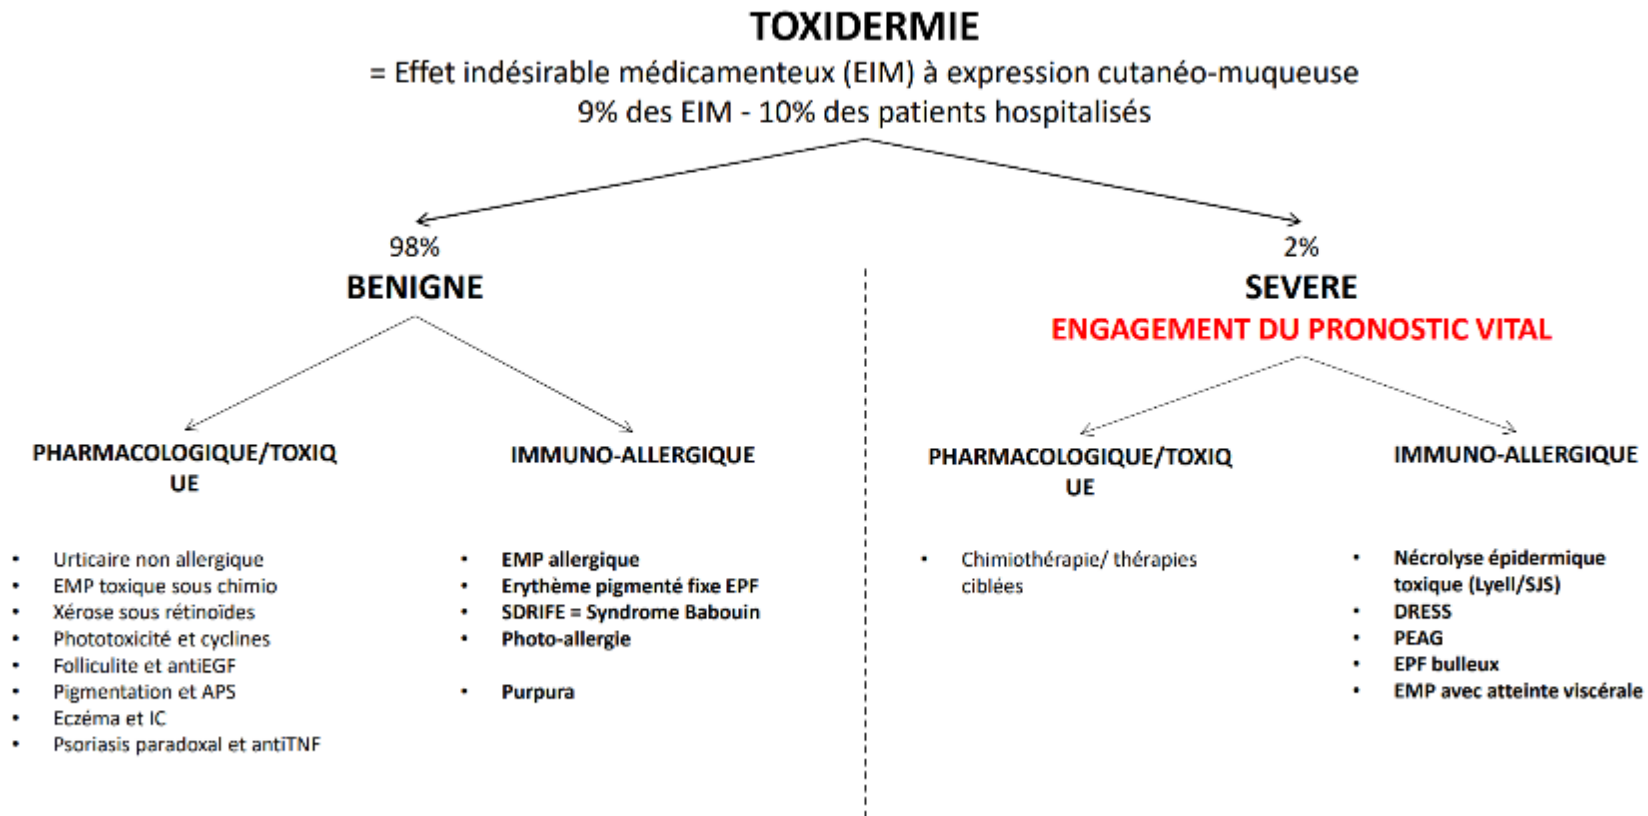 TOXIDERMIE
= Effet indésirable médicamenteux (EIM) à expression cutanéo-muqueuse
9% des EIM - 10% des patients hospitalisés
98%
BENIGNE
2%
SEVERE
ENGAGEMENT DU PRONOSTIC VITAL
PHARMACOLOGIQUE/TOXIQ
UE
IMMUNO-ALLERGIQUE
PHARMACOLOGIQUE/TOXIQ
UE
IMMUNO-ALLERGIQUE
• Urticaire non allergique
• EMP toxique sous chimio
• Xérose sous rétinoïdes
• Phototoxicité et cyclines
• Folliculite et antiEGF
• Pigmentation et APS
• Eczéma et IC
• Psoriasis paradoxal et antiTNF
• EMP allergique
• Erythème pigmenté fixe EPF
• SDRIFE = Syndrome Babouin
• Photo-allergie
• Purpura
• Chimiothérapie/ thérapies
ciblées
• Nécrolyse épidermique
toxique (Lyell/SJS)
• DRESS
• PEAG
• EPF bulleux
• EMP avec atteinte viscérale